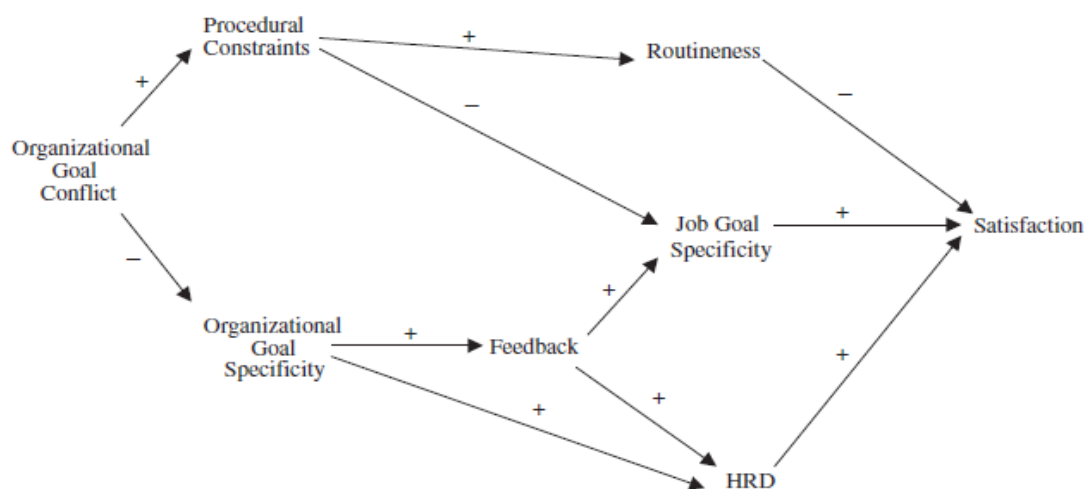 Procedural
Constraints
+
Routineness
+
–
–
Organizational
Goal
Conflict
Job Goal
Specificity
+
Satisfaction
–
+
Organizational
Goal
Specificity
+
Feedback
+
+
+
HRD